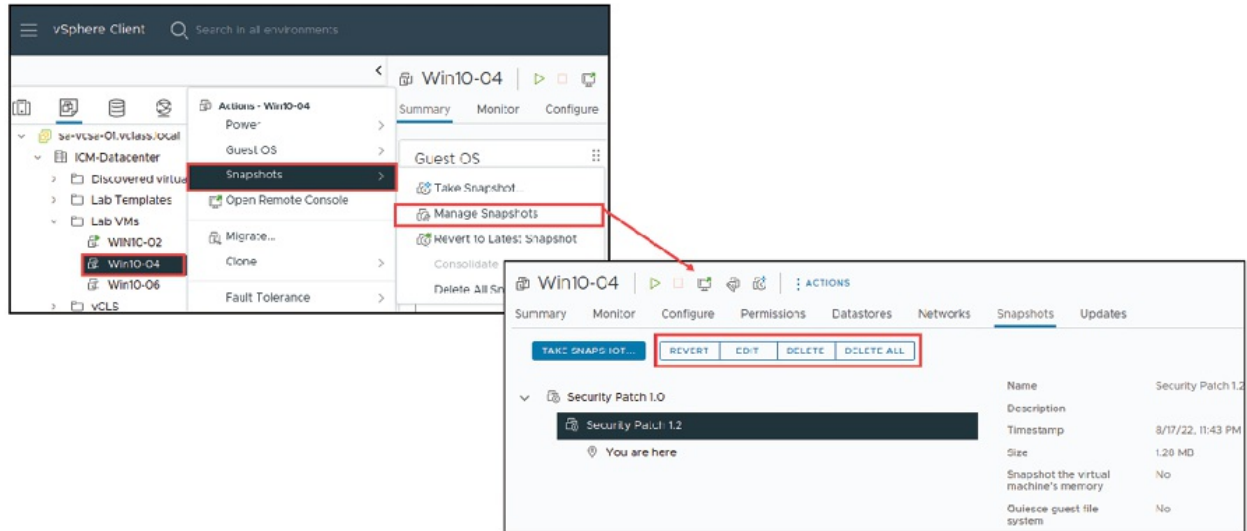 vSphere Client
Search in all environments
Win10-04
Summary Monitor Configure
Guest OS
sa-vcsa-01.vclass.local
ICM-Datacenter
Discovered virtua
Lab Templates
Lab VMs
WIN10-02
Win10-04
Win10-06
vCLS
Actions - Win10-04
Power
Guest OS
Snapshots
Open Remote Console
Migrate...
Clone
Fault Tolerance
Take Snapshot...
Manage Snapshots
Revert to Latest Snapshot
Consolidate
Delete All Sn
Win10-04
ACTIONS
Summary Monitor Configure Permissions Datastores Networks Snapshots Updates
TAKE SNAPSHOT... REVERT EDIT DELETE DELETE ALL
Security Patch 1.0
Security Patch 1.2
You are here
Name Security Patch 1.2
Description
Timestamp 8/17/22, 11:43 PM
Size 1.20 MB
Snapshot the virtual No
machine's memory
Quiesce guest file No
system